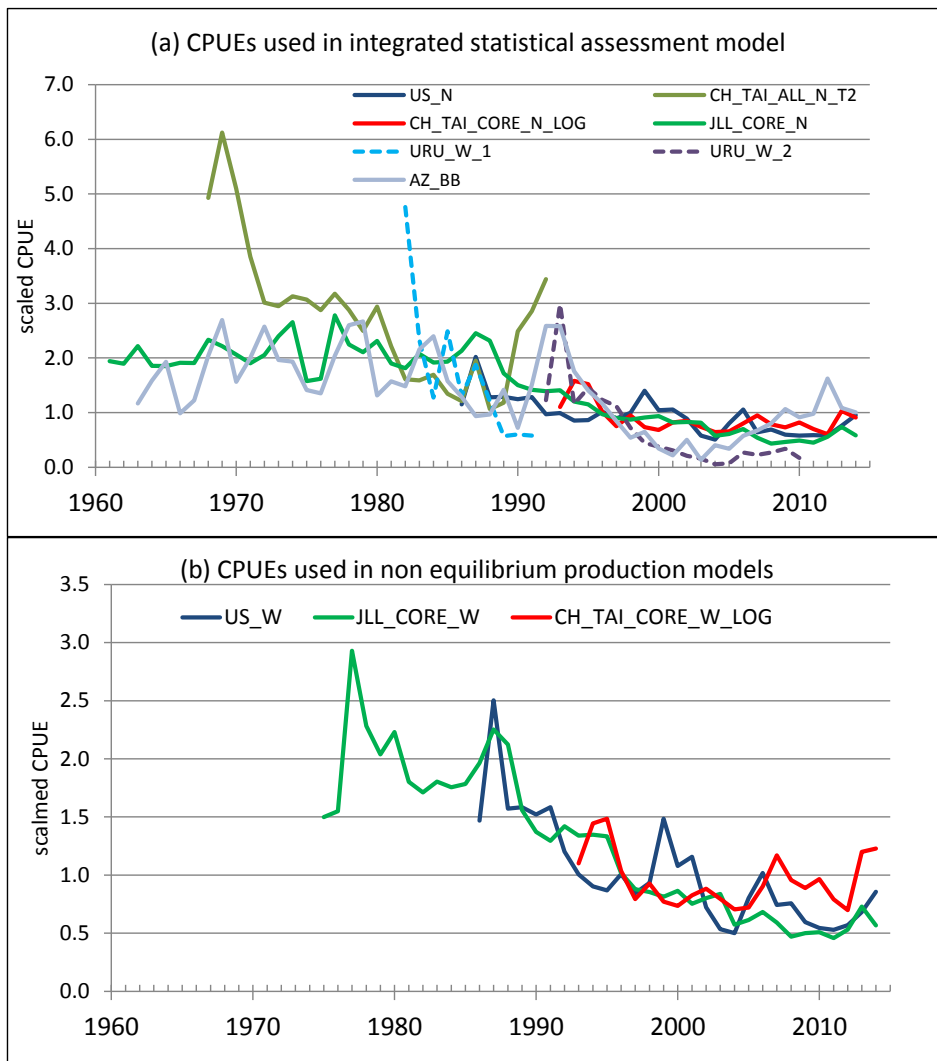 (a) CPUEs used in integrated statistical assessment model
7.0
US_N CH_TAI_ALL_N_T2
6.0
CH_TAI_CORE_N_LOG JLL_CORE_N
URU_W_1 URU_W_2
AZ_BB
5.0
4.0
scaled CPUE
3.0
2.0
1.0
0.0
1960 1970 1980 1990 2000 2010
(b) CPUEs used in non equilibrium production models
3.5
US_W JLL_CORE_W CH_TAI_CORE_W_LOG
3.0
2.5
2.0
scalmed CPUE
1.5
1.0
0.5
0.0
1960 1970 1980 1990 2000 2010